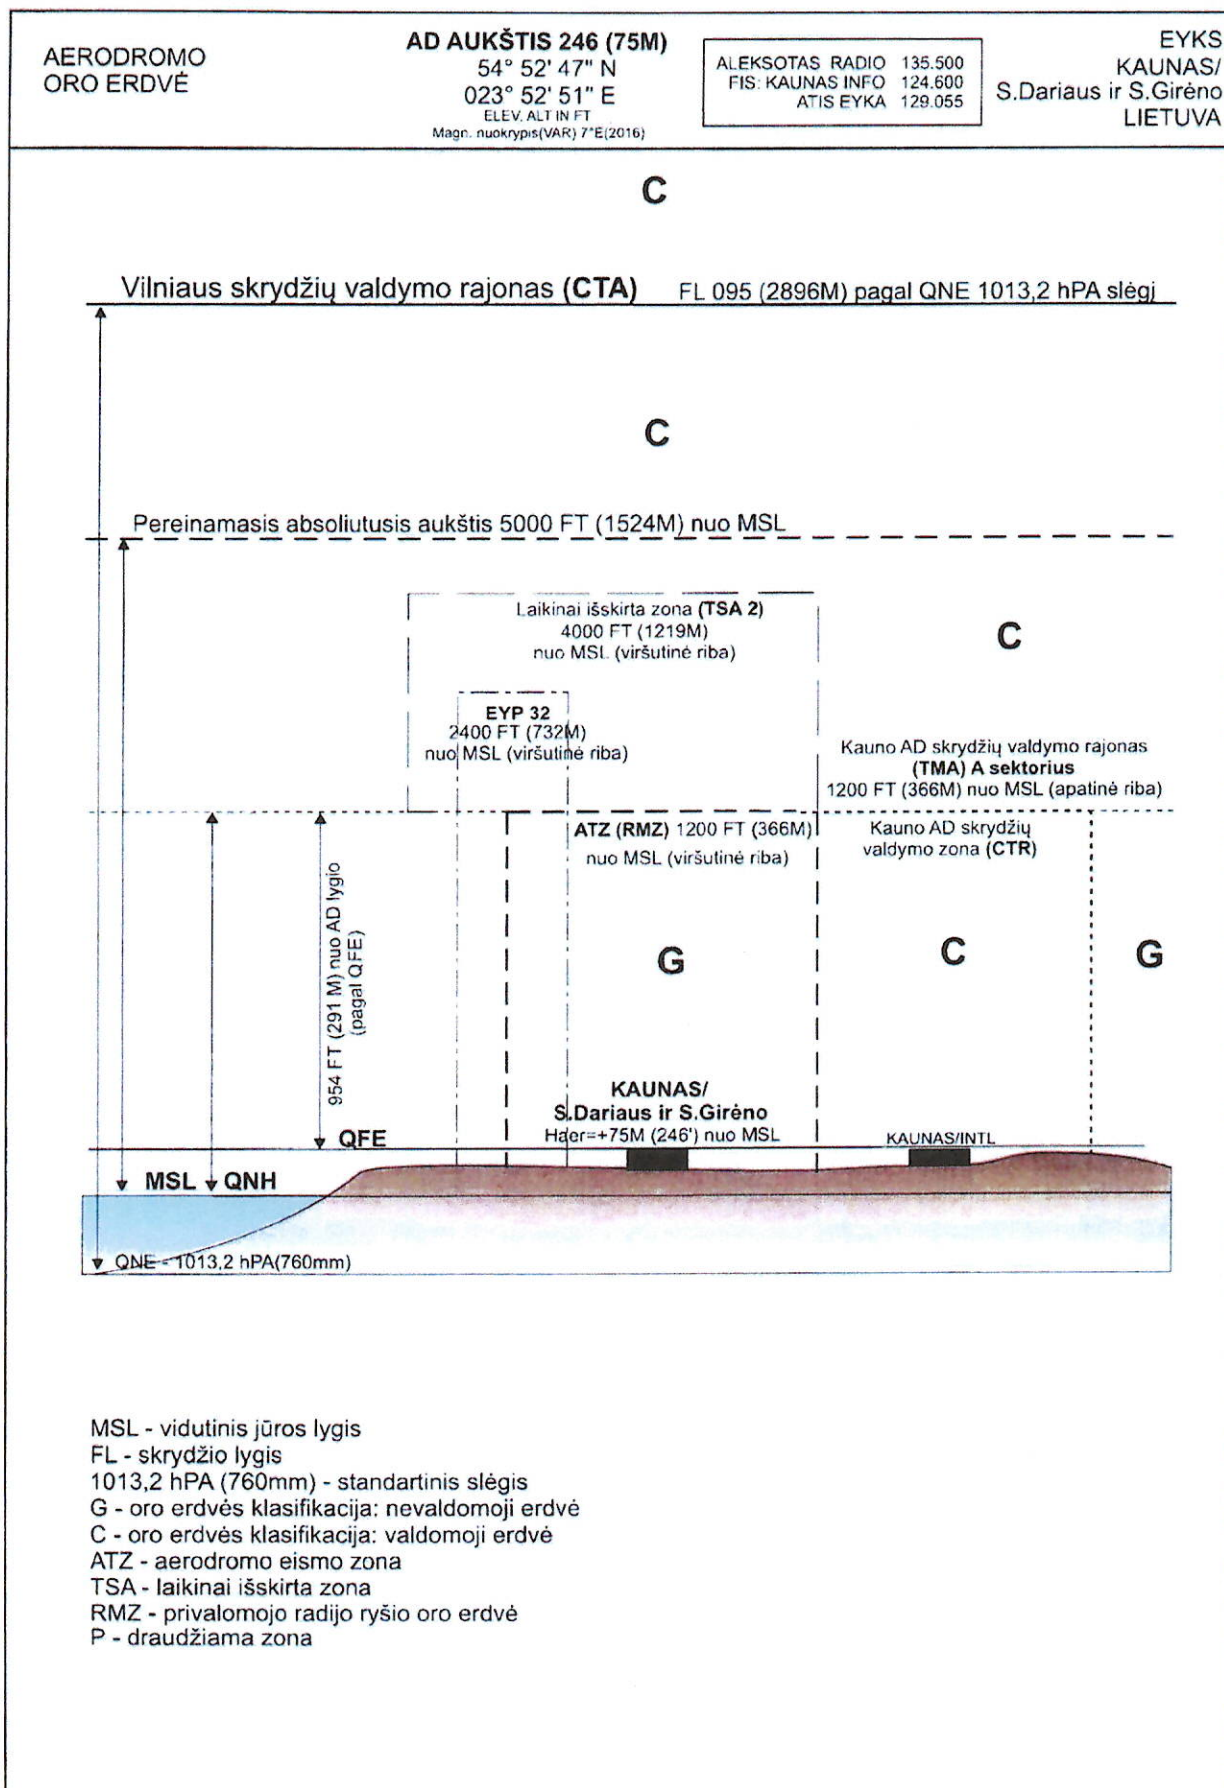 AERODROMO
ORO ERDVĖ
AD AUKŠTIS 246 (75M)
54° 52' 47" N
023° 52' 51" E
ELEV. ALT IN FT
Magn. nuokrypis(VAR) 7°E(2016)
ALEKSOTAS RADIO 135.500
FIS: KAUNAS INFO 124.600
ATIS EYKA 129.055
EYKS
KAUNAS/
S.Dariaus ir S.Girėno
LIETUVA
C
Vilniaus skrydžių valdymo rajonas (CTA) FL 095 (2896M) pagal QNE 1013,2 hPA slėgį
C
Pereinamasis absoliutusis aukštis 5000 FT (1524M) nuo MSL
Laikinai išskirta zona (TSA 2)
4000 FT (1219M)
nuo MSL (viršutinė riba)
C
EYP 32
2400 FT (732M)
nuo MSL (viršutinė riba)
Kauno AD skrydžių valdymo rajonas
(TMA) A sektorius
1200 FT (366M) nuo MSL (apatinė riba)
ATZ (RMZ) 1200 FT (366M)
nuo MSL (viršutinė riba)
Kauno AD skrydžių
valdymo zona (CTR)
954 FT (291 M) nuo AD lygio
(pagal QFE)
G
C
G
KAUNAS/
S.Dariaus ir S.Girėno
Haer=+75M (246') nuo MSL
QFE
KAUNAS/INTL
MSL QNH
QNE - 1013,2 hPA(760mm)
MSL - vidutinis jūros lygis
FL - skrydžio lygis
1013,2 hPA (760mm) - standartinis slėgis
G - oro erdvės klasifikacija: nevaldomoji erdvė
C - oro erdvės klasifikacija: valdomoji erdvė
ATZ - aerodromo eismo zona
TSA - laikinai išskirta zona
RMZ - privalomojo radijo ryšio oro erdvė
P - draudžiama zona